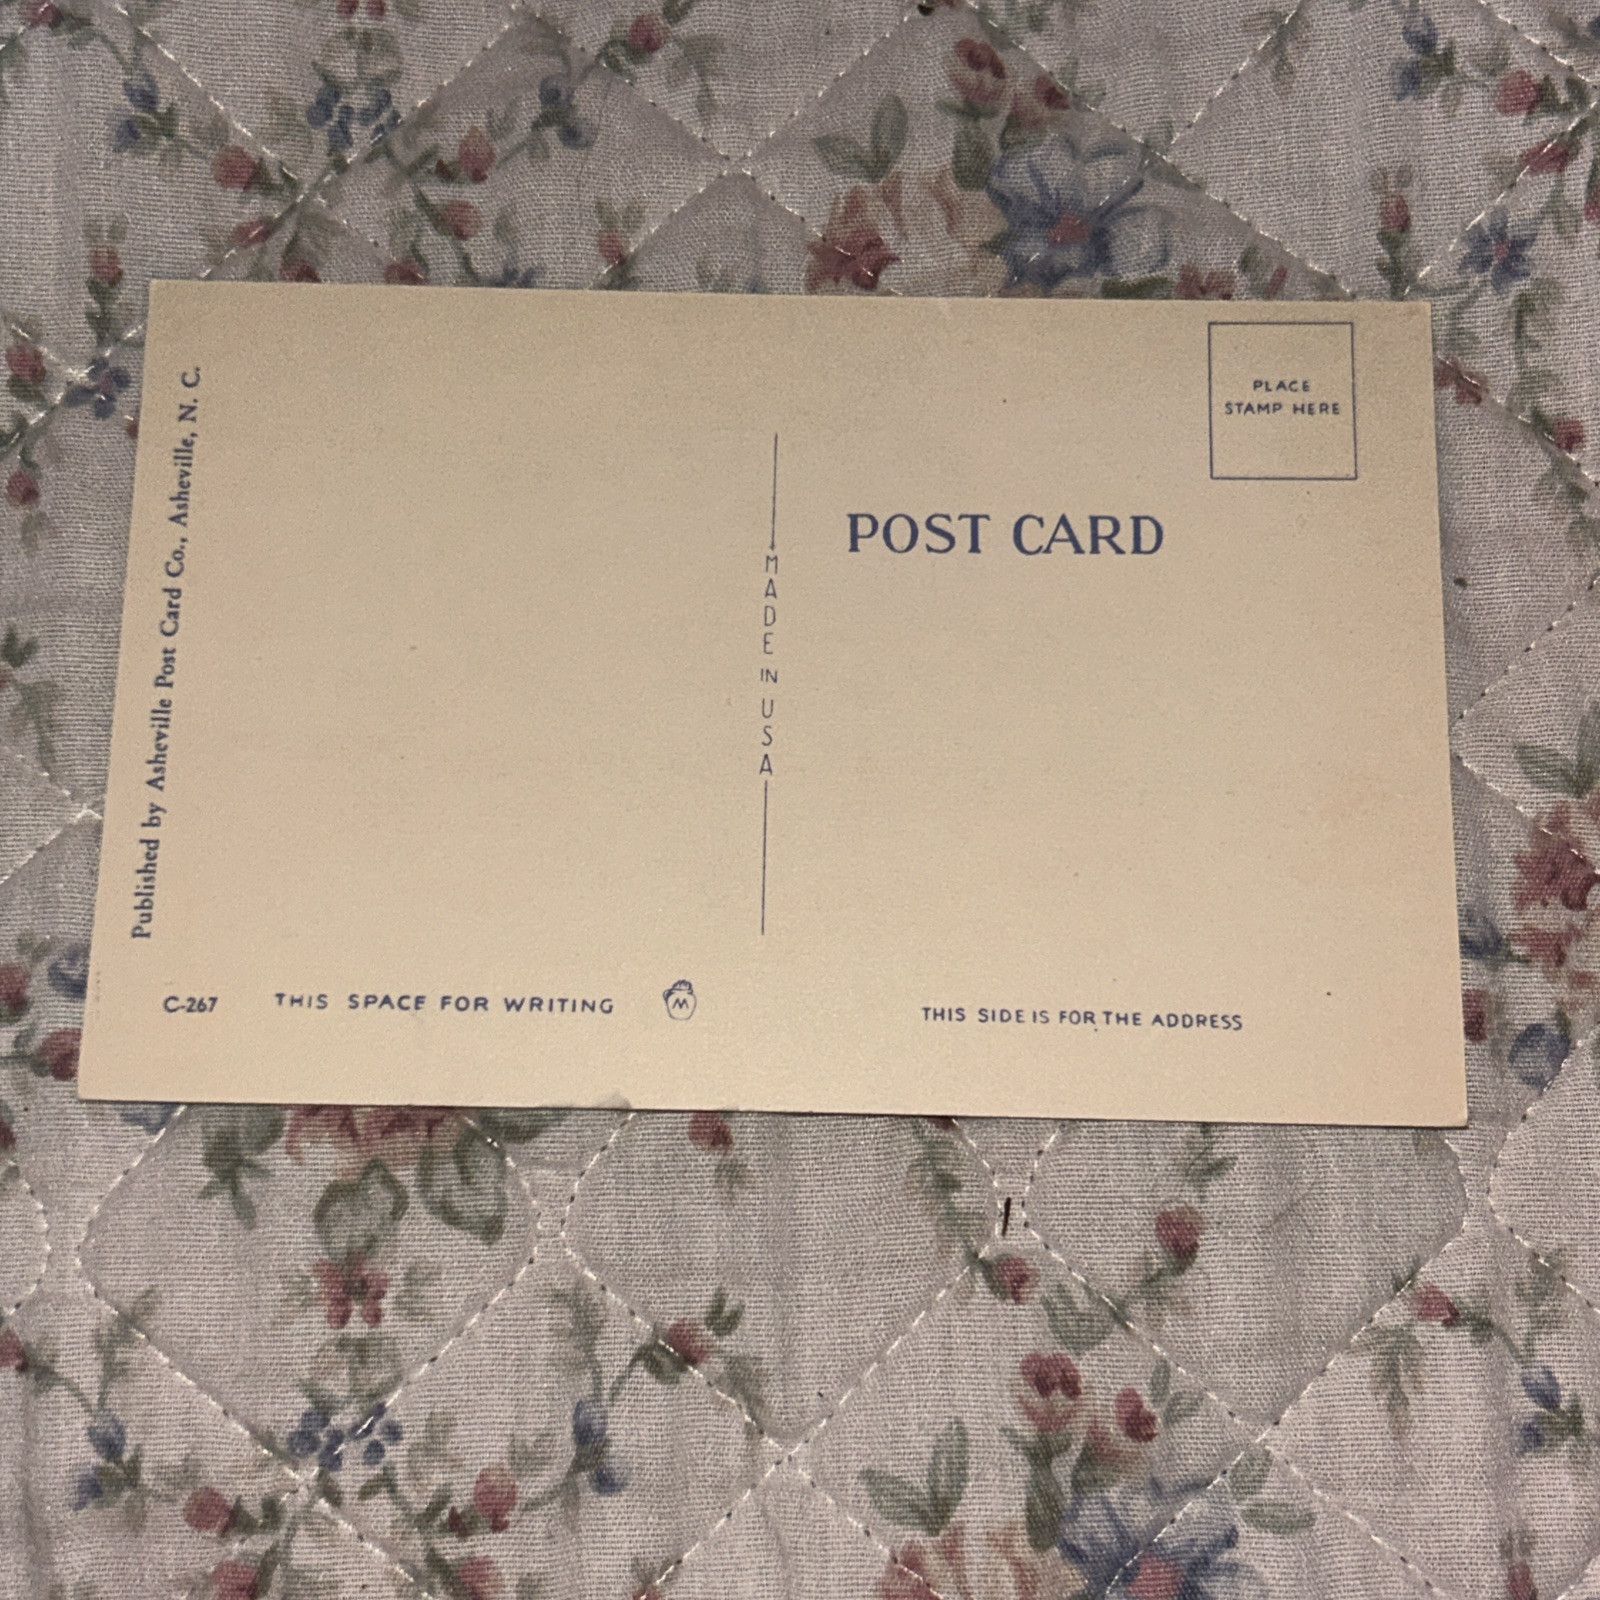 Published by Asheville Post Card Co., Asheville, N. C.
C-267
THIS SPACE FOR WRITING
M
MADE IN USA
PLACE
STAMP HERE
POST CARD
THIS SIDE IS FOR THE ADDRESS